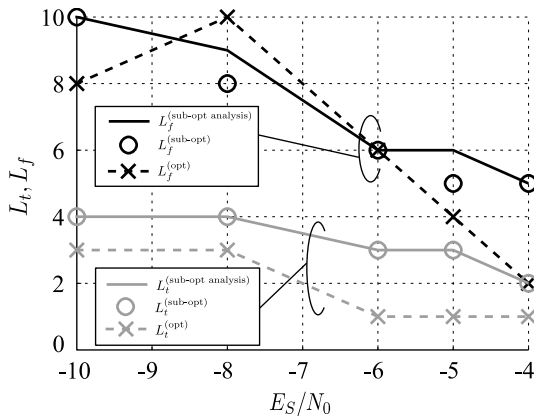 10
8
6
4
2
0
L_t, L_f
L_f^(sub-opt analysis)
L_f^(sub-opt)
L_f^(opt)
L_t^(sub-opt analysis)
L_t^(sub-opt)
L_t^(opt)
-10 -9 -8 -7 -6 -5 -4
E_S/N_0